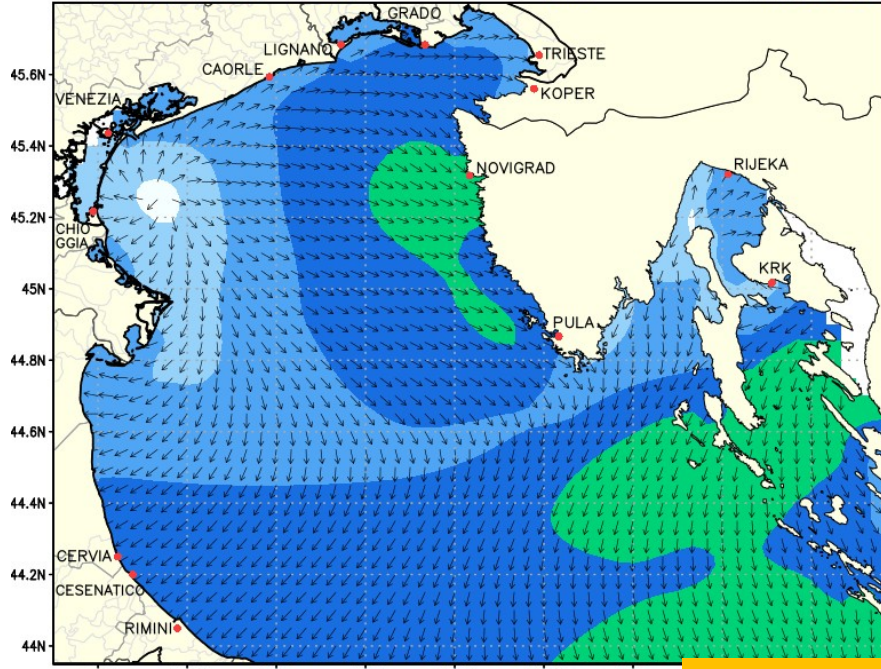 GRADO
LIGNANO
TRIESTE
CAORLE
45.6N
KOPER
VENEZIA
45.4N
NOVIGRAD
RIJEKA
45.2N
CHIO
GGIA
KRK
45N
PULA
44.8N
44.6N
44.4N
CERVIA
44.2N
CESENATICO
RIMINI
44N